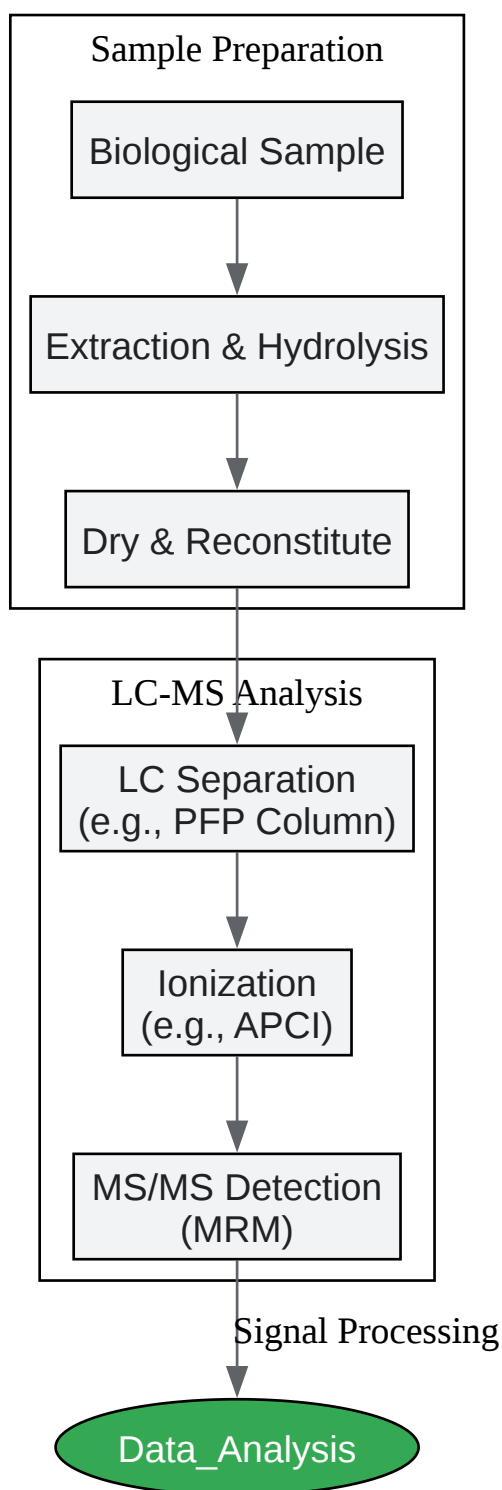 Sample Preparation
Biological Sample
Extraction & Hydrolysis
Dry & Reconstitute
LC-MS Analysis
LC Separation
(e.g., PFP Column)
Ionization
(e.g., APCI)
MS/MS Detection
(MRM)
Signal Processing
Data_Analysis